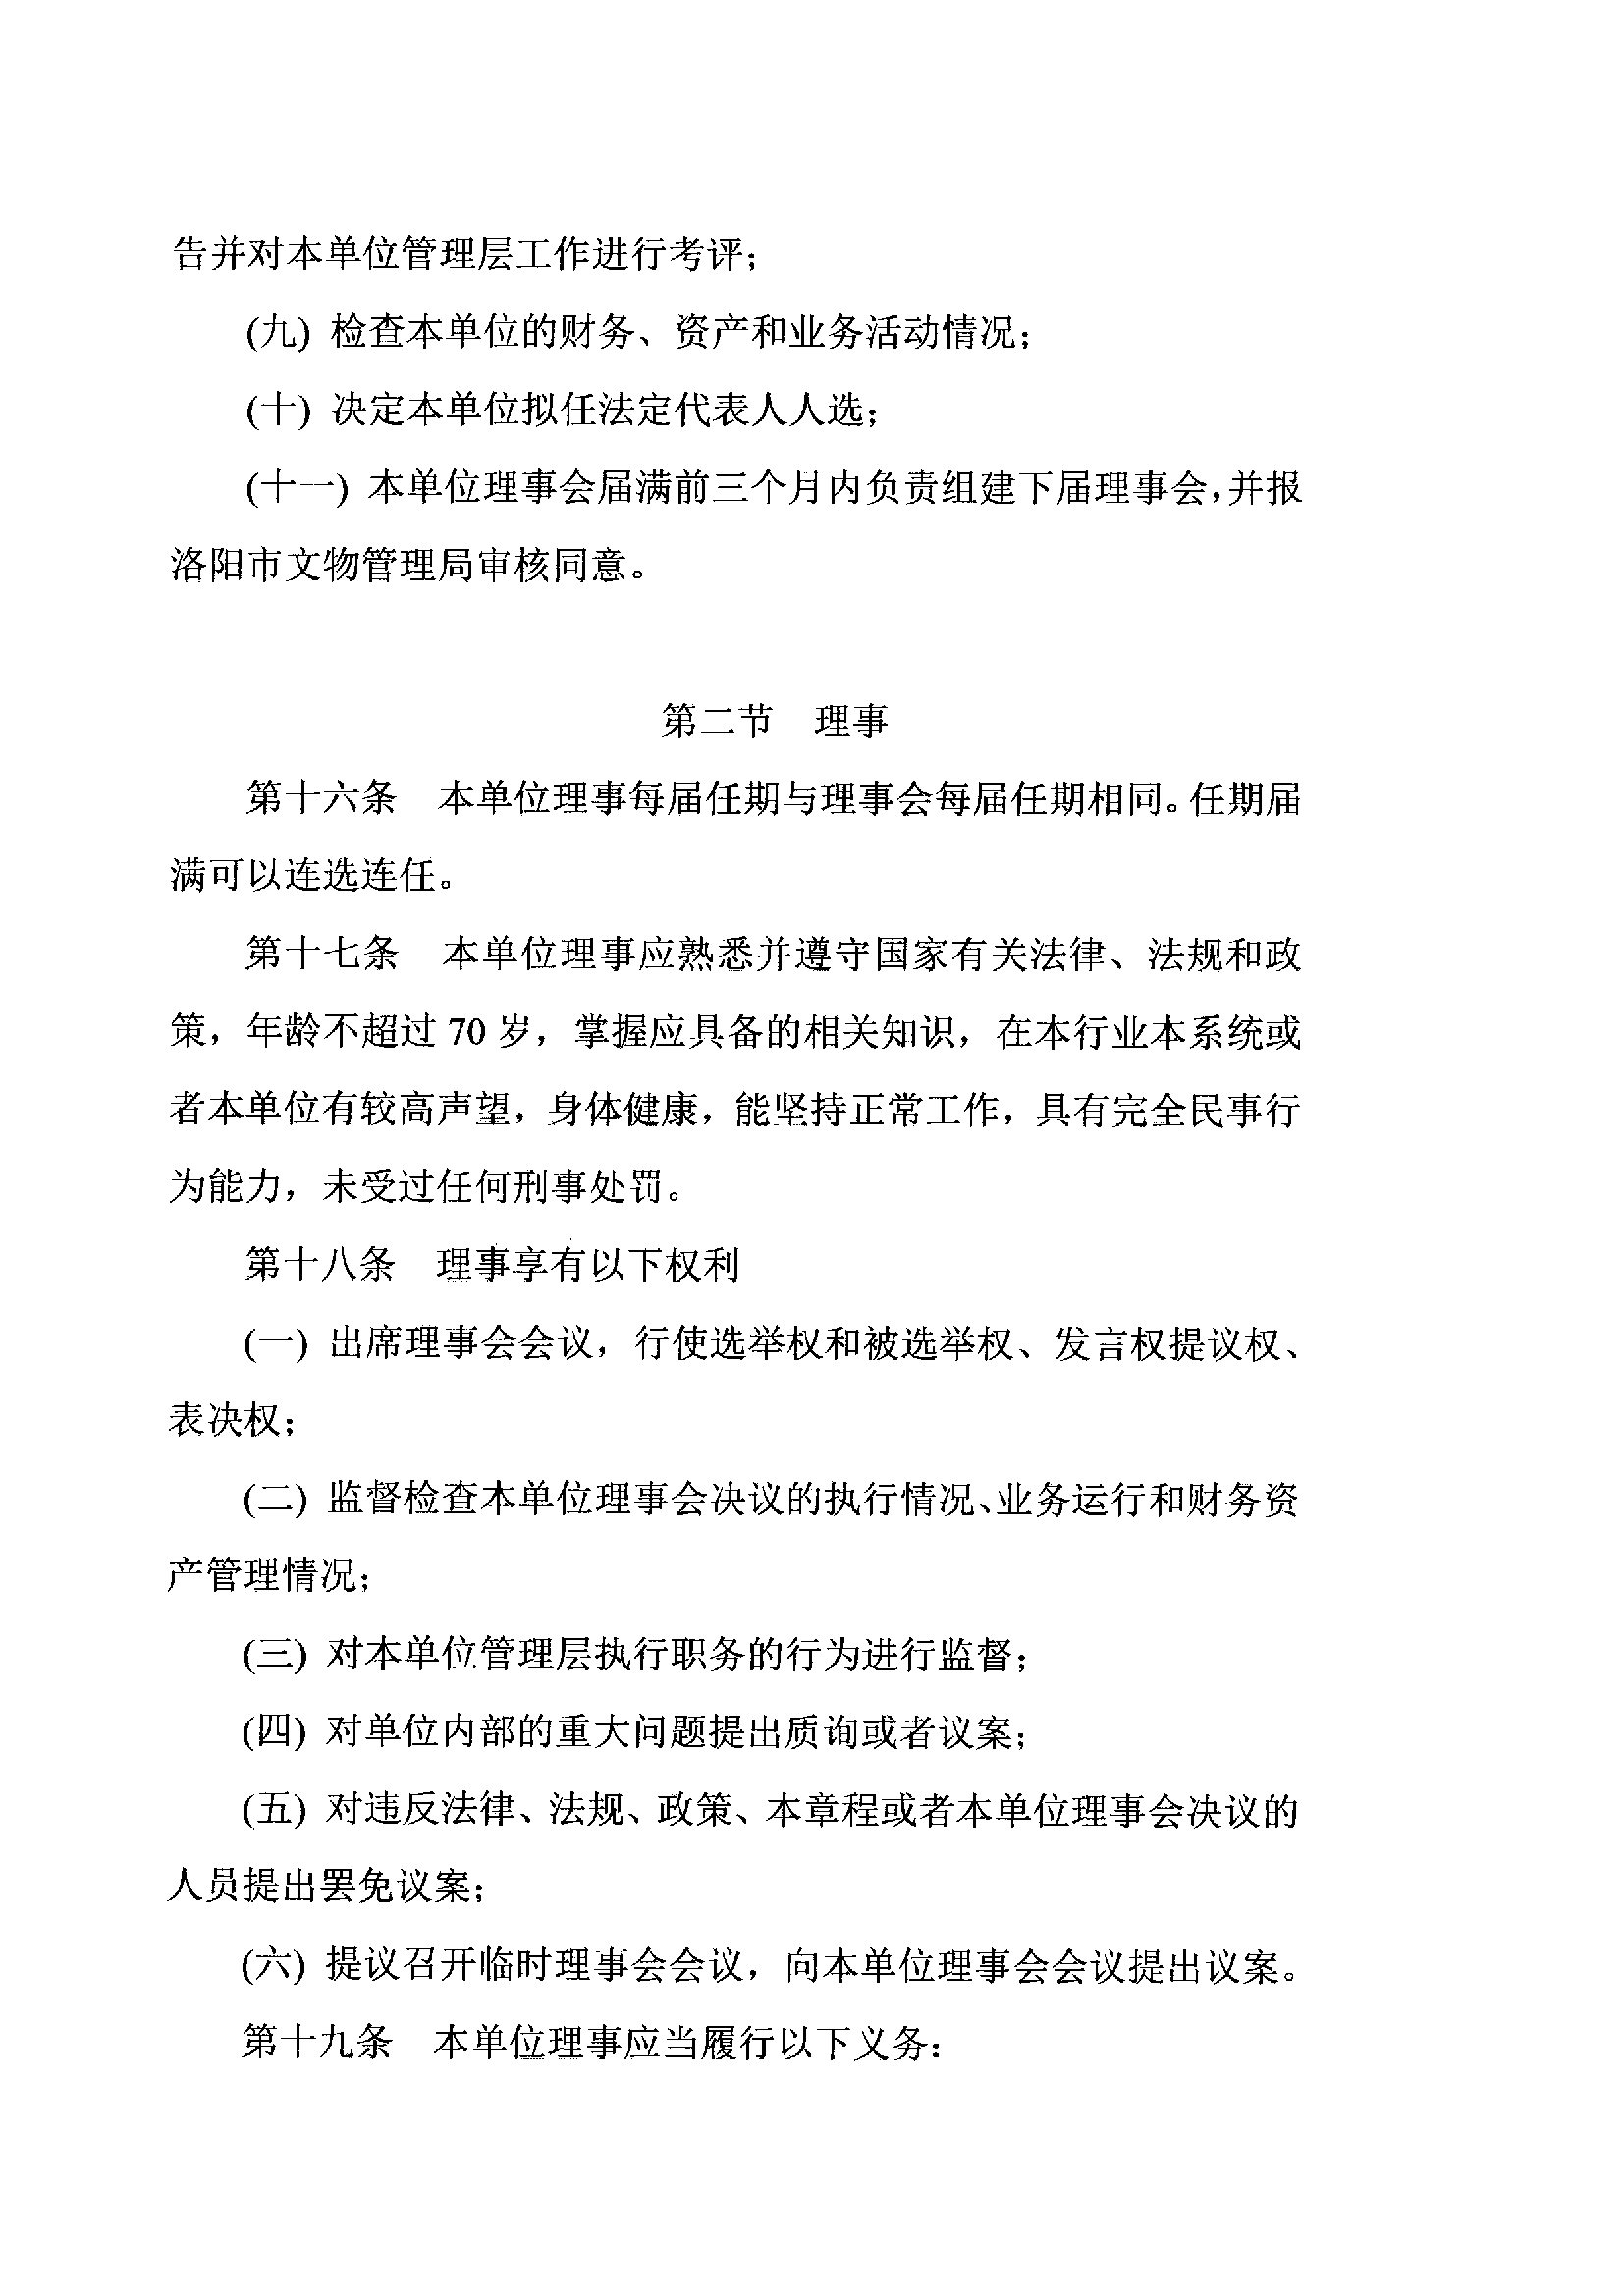 告并对本单位管理层工作进行考评；
(九) 检查本单位的财务、资产和业务活动情况；
(十) 决定本单位拟任法定代表人人选；
(十一) 本单位理事会届满前三个月内负责组建下届理事会，并报
洛阳市文物管理局审核同意。
第二节　理事
第十六条　本单位理事每届任期与理事会每届任期相同。任期届
满可以连选连任。
第十七条　本单位理事应熟悉并遵守国家有关法律、法规和政
策，年龄不超过 70 岁，掌握应具备的相关知识，在本行业本系统或
者本单位有较高声望，身体健康，能坚持正常工作，具有完全民事行
为能力，未受过任何刑事处罚。
第十八条　理事享有以下权利
(一) 出席理事会会议，行使选举权和被选举权、发言权提议权、
表决权；
(二) 监督检查本单位理事会决议的执行情况、业务运行和财务资
产管理情况；
(三) 对本单位管理层执行职务的行为进行监督；
(四) 对单位内部的重大问题提出质询或者议案；
(五) 对违反法律、法规、政策、本章程或者本单位理事会决议的
人员提出罢免议案；
(六) 提议召开临时理事会会议，向本单位理事会会议提出议案。
第十九条　本单位理事应当履行以下义务：